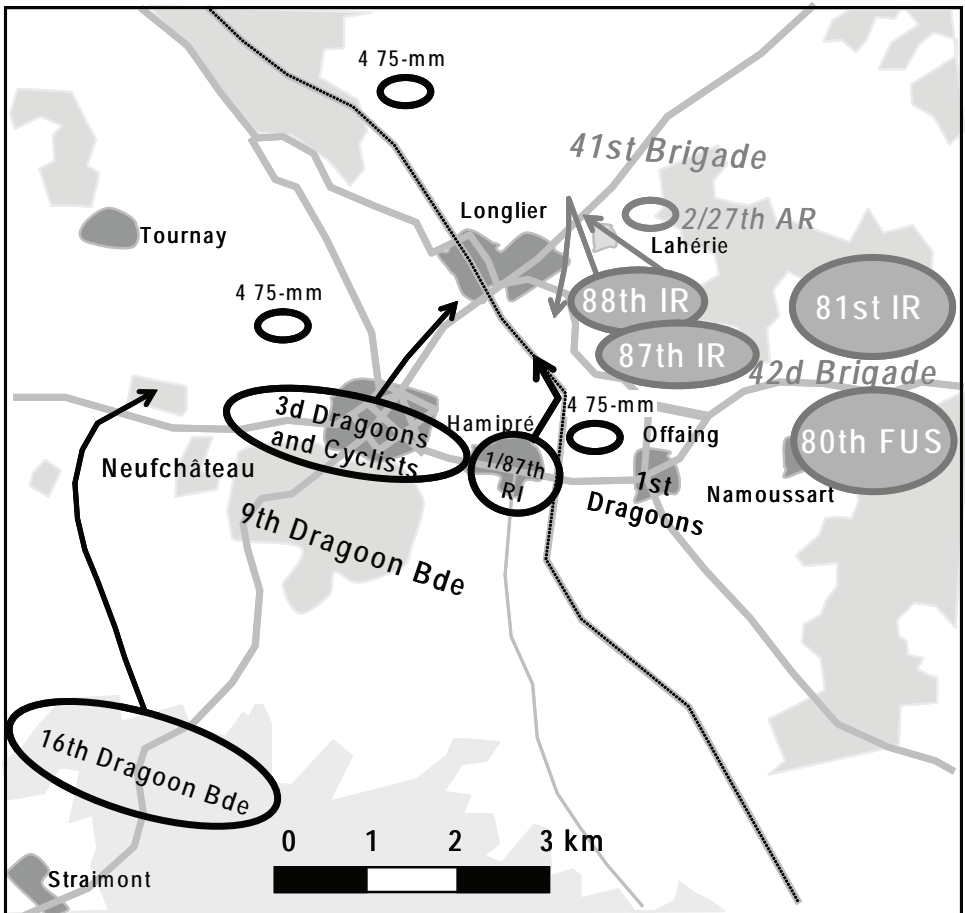 4 75-mm
41st Brigade
Longlier
2/27th AR
Tournay
Lahérie
4 75-mm
88th IR
81st IR
87th IR
42d Brigade
3d Dragoons
and Cyclists
Hamipré
4 75-mm
Offaing
80th FUS
Neufchâteau
1/87th
RI
1st
Dragoons
Namoussart
9th Dragoon Bde
16th Dragoon Bde
0 1 2 3 km
Straimont